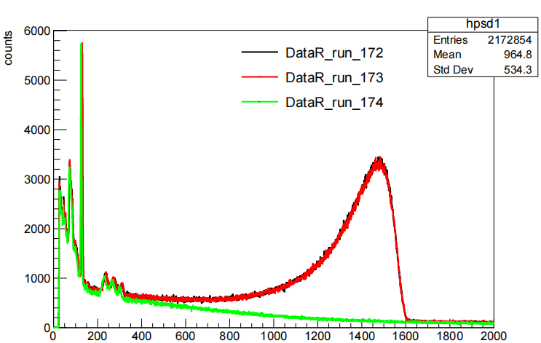 hpsd1
Entries 2172854
Mean 964.8
Std Dev 534.3
counts
6000
5000
4000
3000
2000
1000
0
DataR_run_172
DataR_run_173
DataR_run_174
0 200 400 600 800 1000 1200 1400 1600 1800 2000